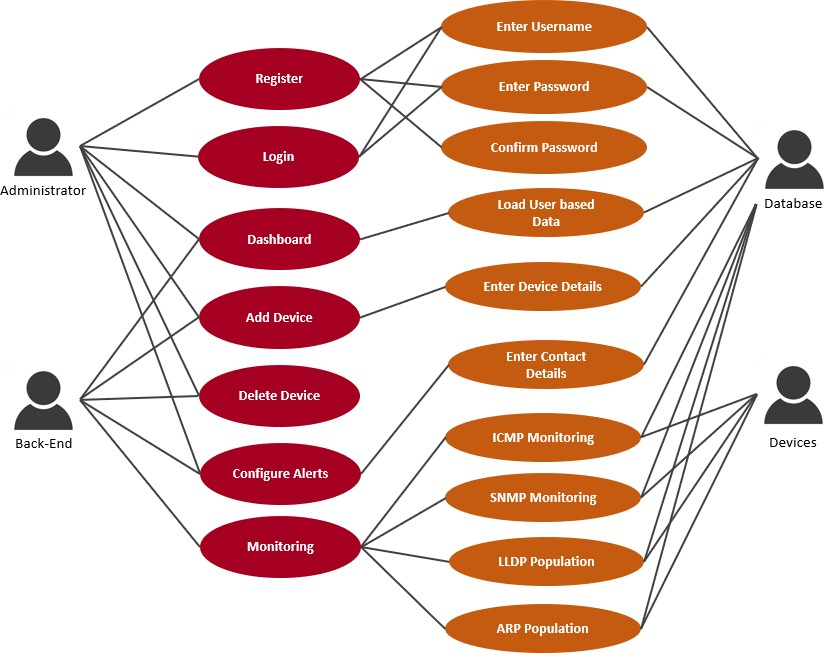 Enter Username
Register
Enter Password
Confirm Password
Login
Administrator
Database
Load User based
Data
Dashboard
Enter Device Details
Add Device
Enter Contact
Details
Delete Device
Back-End
Devices
ICMP Monitoring
Configure Alerts
SNMP Monitoring
Monitoring
LLDP Population
ARP Population